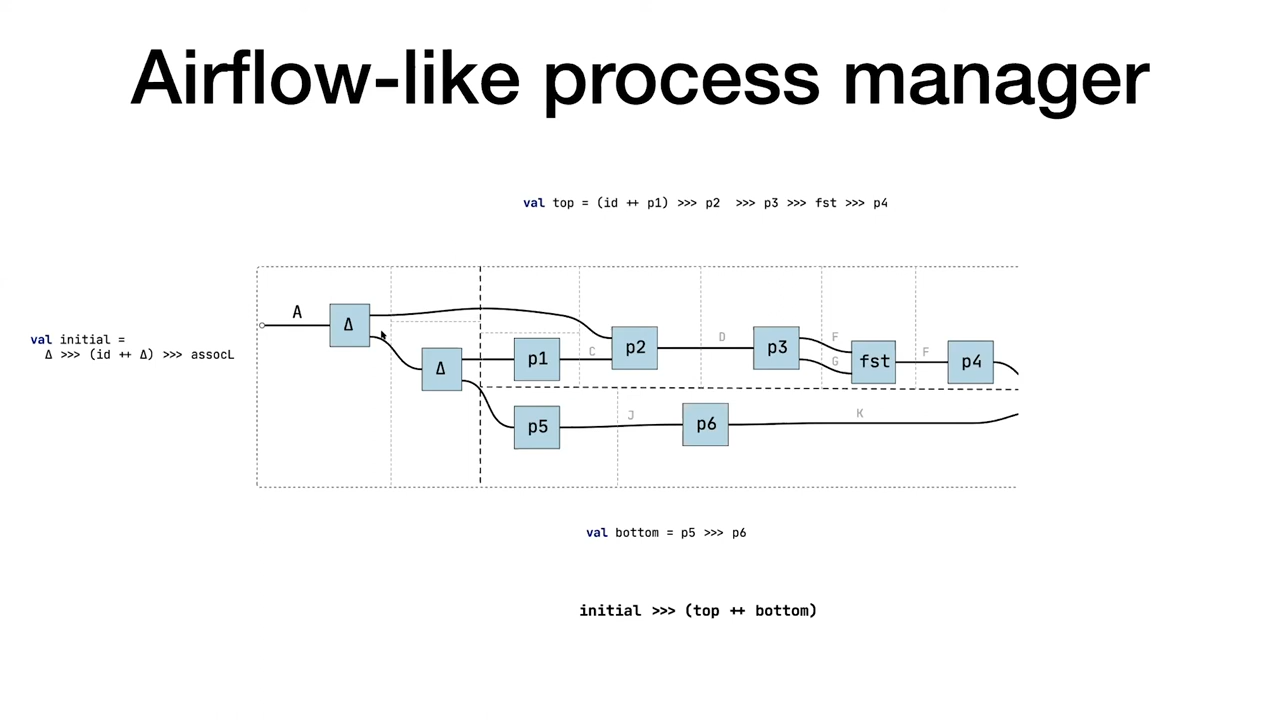 Airflow-like process manager
val top = (id ++ p1) >>> p2  >>> p3 >>> fst >>> p4
A
Δ
p2
D
p3
F
G
fst
F
p4
val initial =
Δ >>> (id ++ Δ) >>> assocL
Δ
p1
C
p5
J
p6
K
val bottom = p5 >>> p6
initial >>> (top ++ bottom)